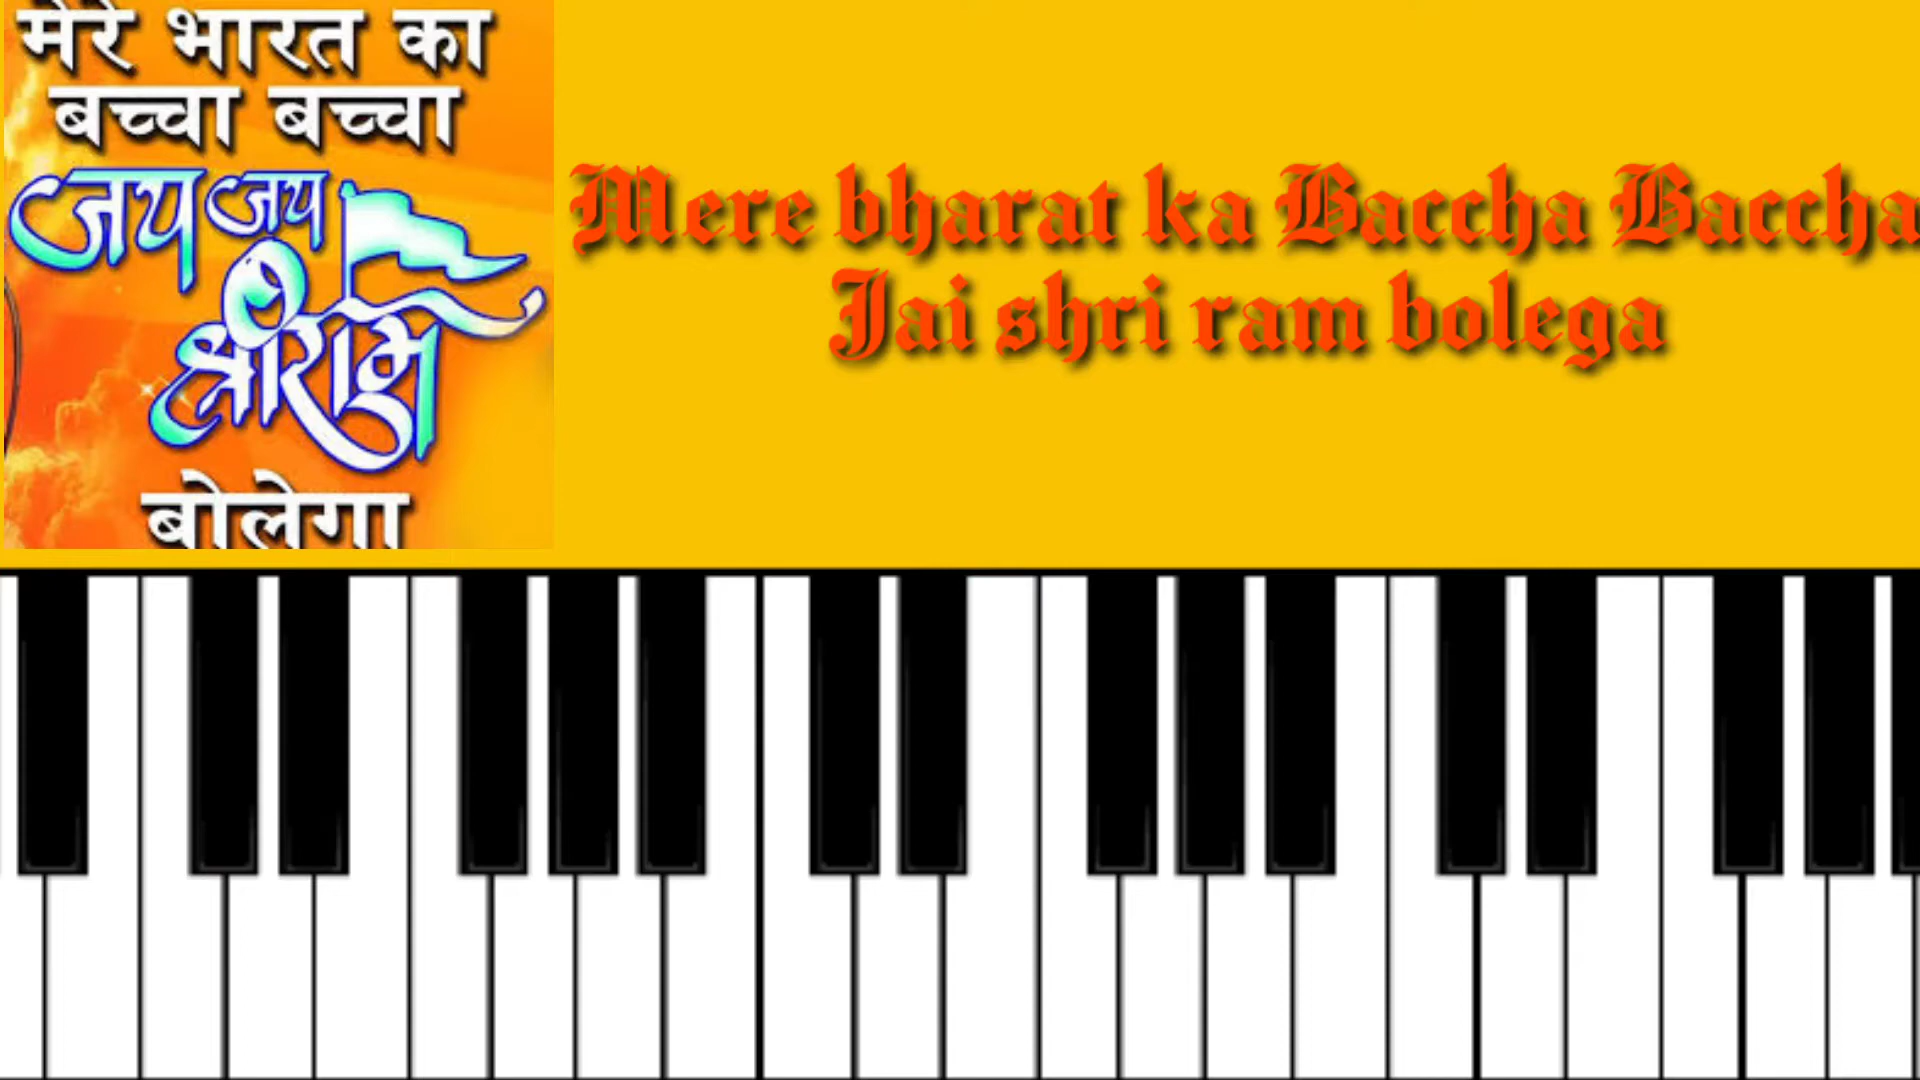 मेरे भारत का
बच्चा बच्चा
जय जय
श्रीराम
बोलेगा
Mere bharat ka Baccha Baccha
Jai shri ram bolega